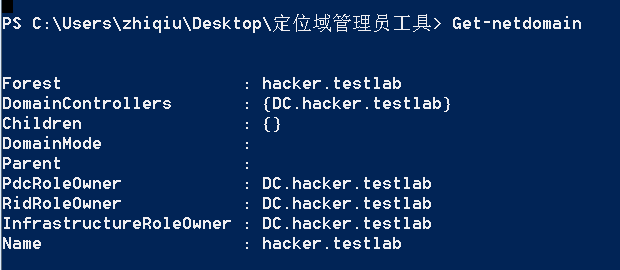 PS C:\Users\zhiqiu\Desktop\定位域管理员工具> Get-netdomain
Forest : hacker.testlab
DomainControllers : {DC.hacker.testlab}
Children : {}
DomainMode :
Parent :
PdcRoleOwner : DC.hacker.testlab
RidRoleOwner : DC.hacker.testlab
InfrastructureRoleOwner : DC.hacker.testlab
Name : hacker.testlab